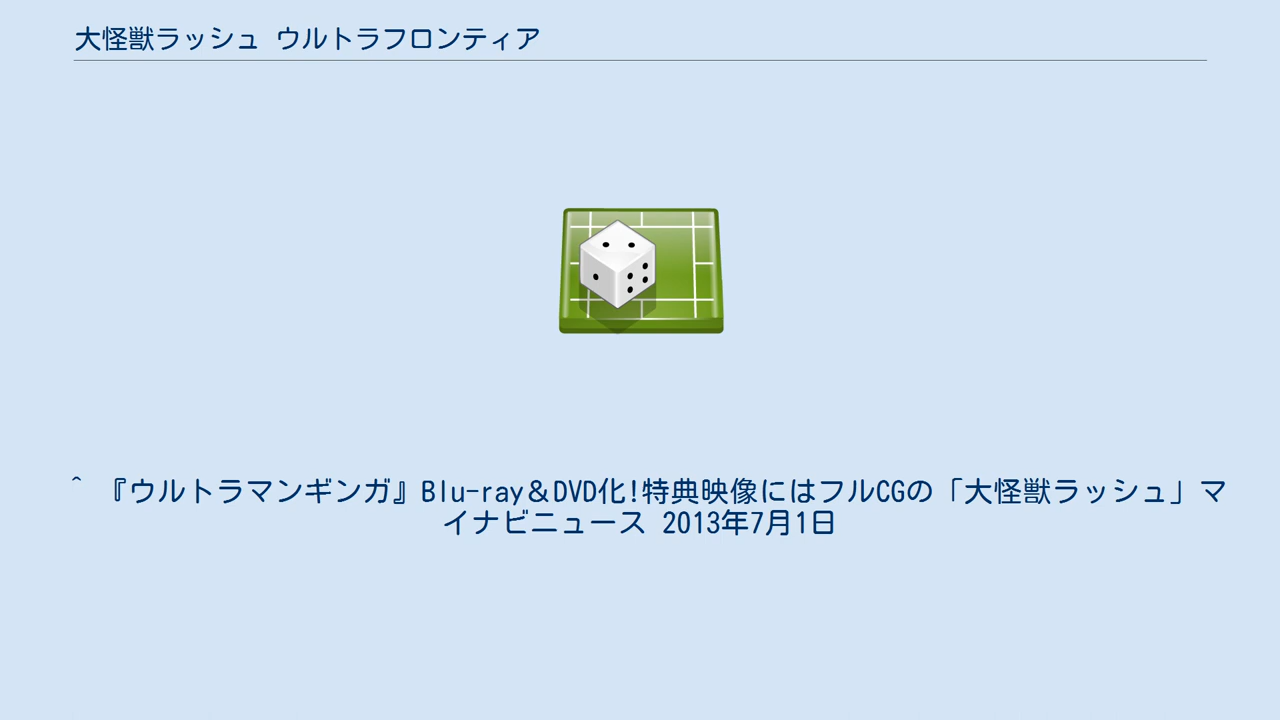 大怪獣ラッシュ ウルトラフロンティア
^ 『ウルトラマンギンガ』Blu-ray＆DVD化!特典映像にはフルCGの「大怪獣ラッシュ」マ
イナビニュース 2013年7月1日